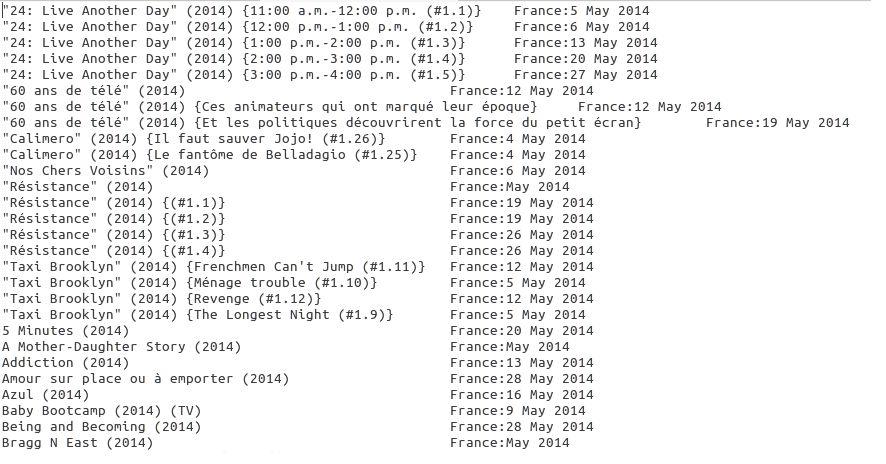 "24: Live Another Day" (2014) {11:00 a.m.-12:00 p.m. (#1.1)}    France:5 May 2014
"24: Live Another Day" (2014) {12:00 p.m.-1:00 p.m. (#1.2)}    France:6 May 2014
"24: Live Another Day" (2014) {1:00 p.m.-2:00 p.m. (#1.3)}    France:13 May 2014
"24: Live Another Day" (2014) {2:00 p.m.-3:00 p.m. (#1.4)}    France:20 May 2014
"24: Live Another Day" (2014) {3:00 p.m.-4:00 p.m. (#1.5)}    France:27 May 2014
"60 ans de télé" (2014)    France:12 May 2014
"60 ans de télé" (2014) {Ces animateurs qui ont marqué leur époque}    France:12 May 2014
"60 ans de télé" (2014) {Et les politiques découvrirent la force du petit écran}    France:19 May 2014
"Calimero" (2014) {Il faut sauver Jojo! (#1.26)}    France:4 May 2014
"Calimero" (2014) {Le fantôme de Belladagio (#1.25)}    France:4 May 2014
"Nos Chers Voisins" (2014)    France:6 May 2014
"Résistance" (2014)    France:May 2014
"Résistance" (2014) {(#1.1)}    France:19 May 2014
"Résistance" (2014) {(#1.2)}    France:19 May 2014
"Résistance" (2014) {(#1.3)}    France:26 May 2014
"Résistance" (2014) {(#1.4)}    France:26 May 2014
"Taxi Brooklyn" (2014) {Frenchmen Can't Jump (#1.11)}    France:12 May 2014
"Taxi Brooklyn" (2014) {Ménage trouble (#1.10)}    France:5 May 2014
"Taxi Brooklyn" (2014) {Revenge (#1.12)}    France:12 May 2014
"Taxi Brooklyn" (2014) {The Longest Night (#1.9)}    France:5 May 2014
5 Minutes (2014)    France:20 May 2014
A Mother-Daughter Story (2014)    France:May 2014
Addiction (2014)    France:13 May 2014
Amour sur place ou à emporter (2014)    France:28 May 2014
Azul (2014)    France:16 May 2014
Baby Bootcamp (2014) (TV)    France:9 May 2014
Being and Becoming (2014)    France:28 May 2014
Bragg N East (2014)    France:May 2014